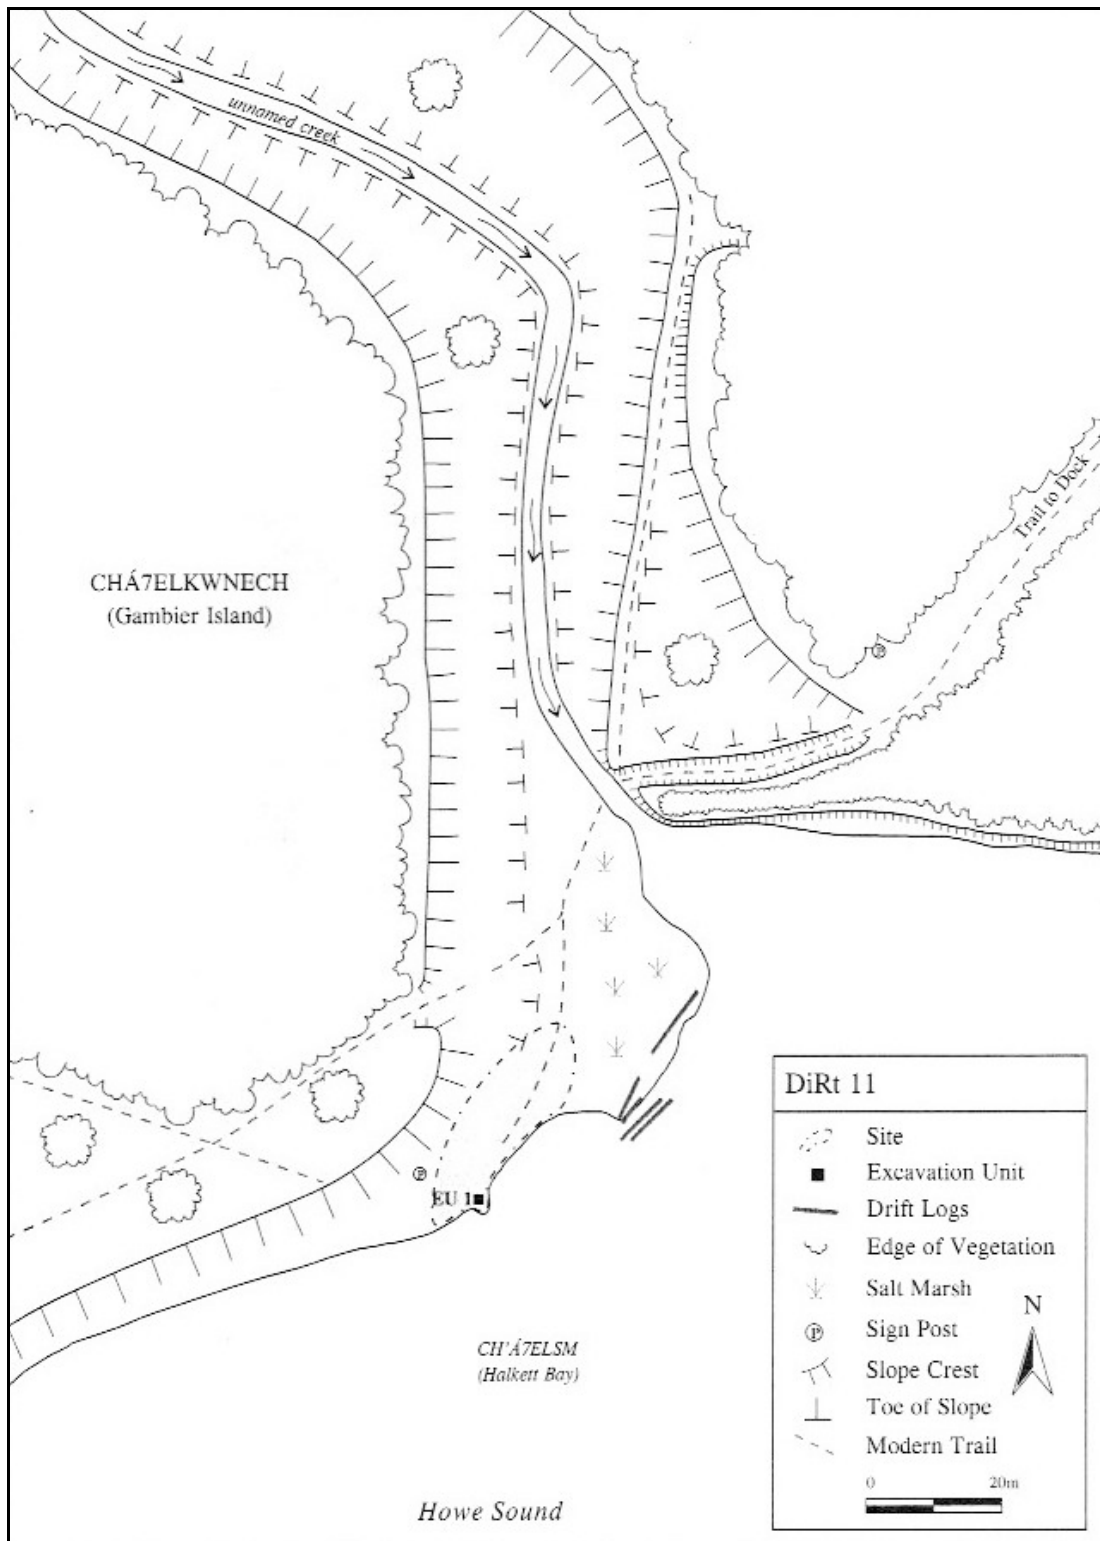 unnamed creek
Trail to Dock
CHÁ7ELKWNECH
(Gambier Island)
P
P
EU 1
CH'Á7ELSM
(Halkett Bay)
Howe Sound
DiRt 11
Site
Excavation Unit
Drift Logs
Edge of Vegetation
Salt Marsh
N
P
Sign Post
Slope Crest
Toe of Slope
Modern Trail
0 20m